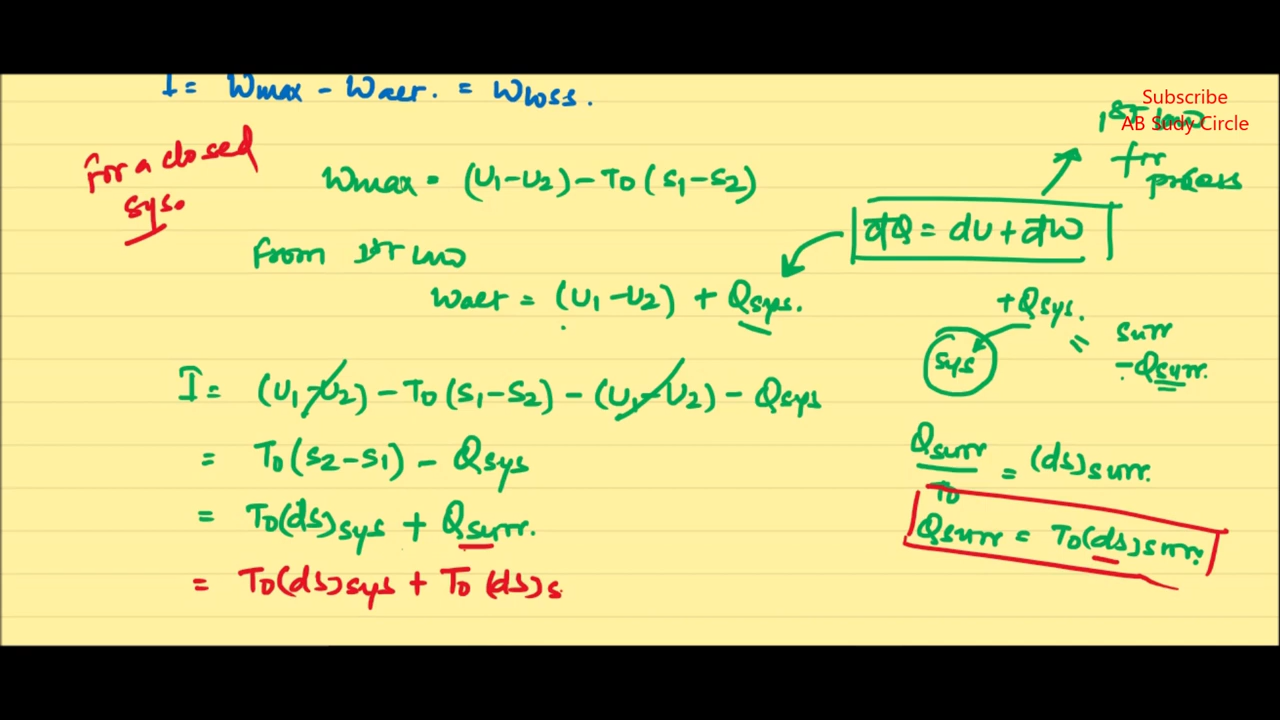 I = Wmax - Wact. = Wloss.
Subscribe
AB Sudy Circle
1ST law
for
process
For a closed
sys.
Wmax = (U1-U2) - T0(S1-S2)
đQ = dU + đW
From 1ST law
Wact = (U1-U2) + Qsys.
+Qsys.
=
surr
-Qsurr.
sys
I = (U1-U2) - T0(S1-S2) - (U1-U2) - Qsys
= T0(S2-S1) - Qsys
Qsurr/T0 = (ds)surr.
= T0(ds)sys + Qsurr.
Qsurr = T0(ds)surr.
= T0(ds)sys + T0(ds)s